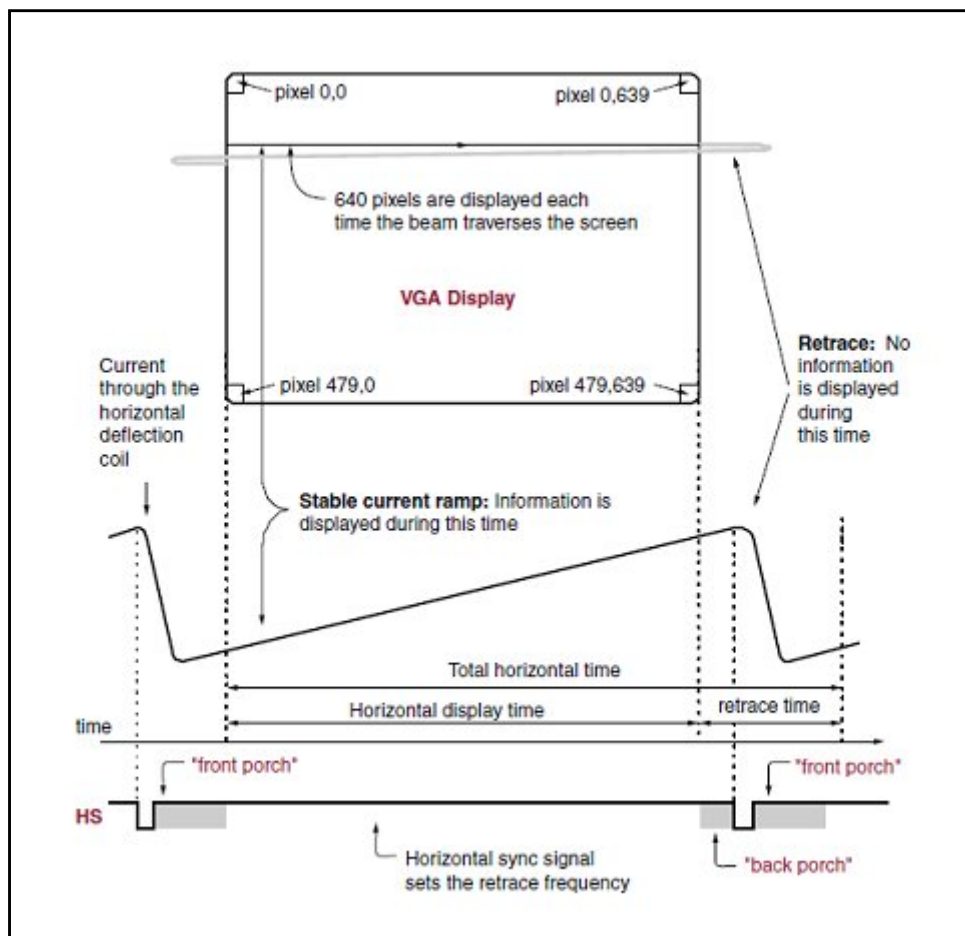 pixel 0,0
pixel 0,639
640 pixels are displayed each
time the beam traverses the screen
VGA Display
Retrace: No
information
is displayed
during
this time
Current
through the
horizontal
deflection
coil
pixel 479,0
pixel 479,639
Stable current ramp: Information is
displayed during this time
Total horizontal time
Horizontal display time
retrace time
time
"front porch"
"front porch"
HS
Horizontal sync signal
sets the retrace frequency
"back porch"